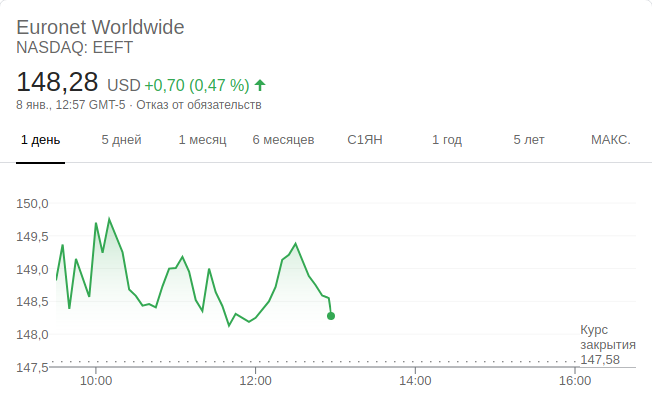 Euronet Worldwide
NASDAQ: EEFT
148,28 USD +0,70 (0,47 %)
8 янв., 12:57 GMT-5 · Отказ от обязательств
1 день 5 дней 1 месяц 6 месяцев С1ЯН 1 год 5 лет МАКС.
150,0
149,5
149,0
148,5
148,0
Курс
закрытия
147,58
147,5
10:00 12:00 14:00 16:00